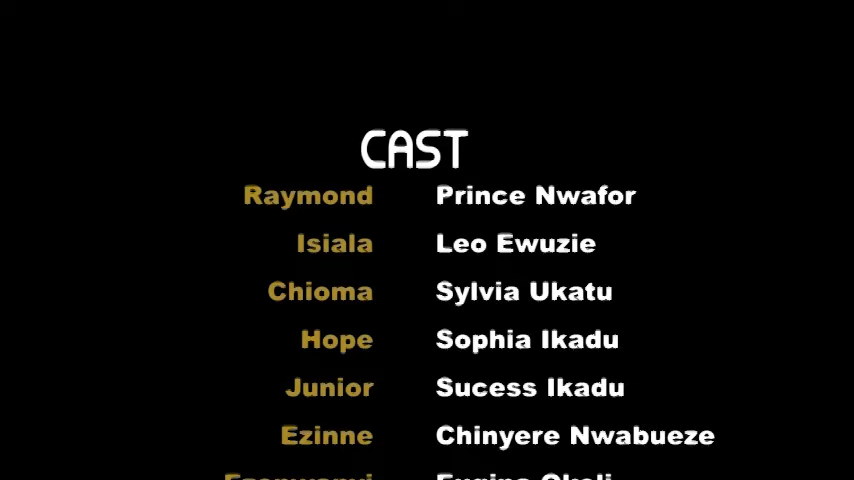 CAST
Raymond Prince Nwafor
Isiala Leo Ewuzie
Chioma Sylvia Ukatu
Hope Sophia Ikadu
Junior Sucess Ikadu
Ezinne Chinyere Nwabueze